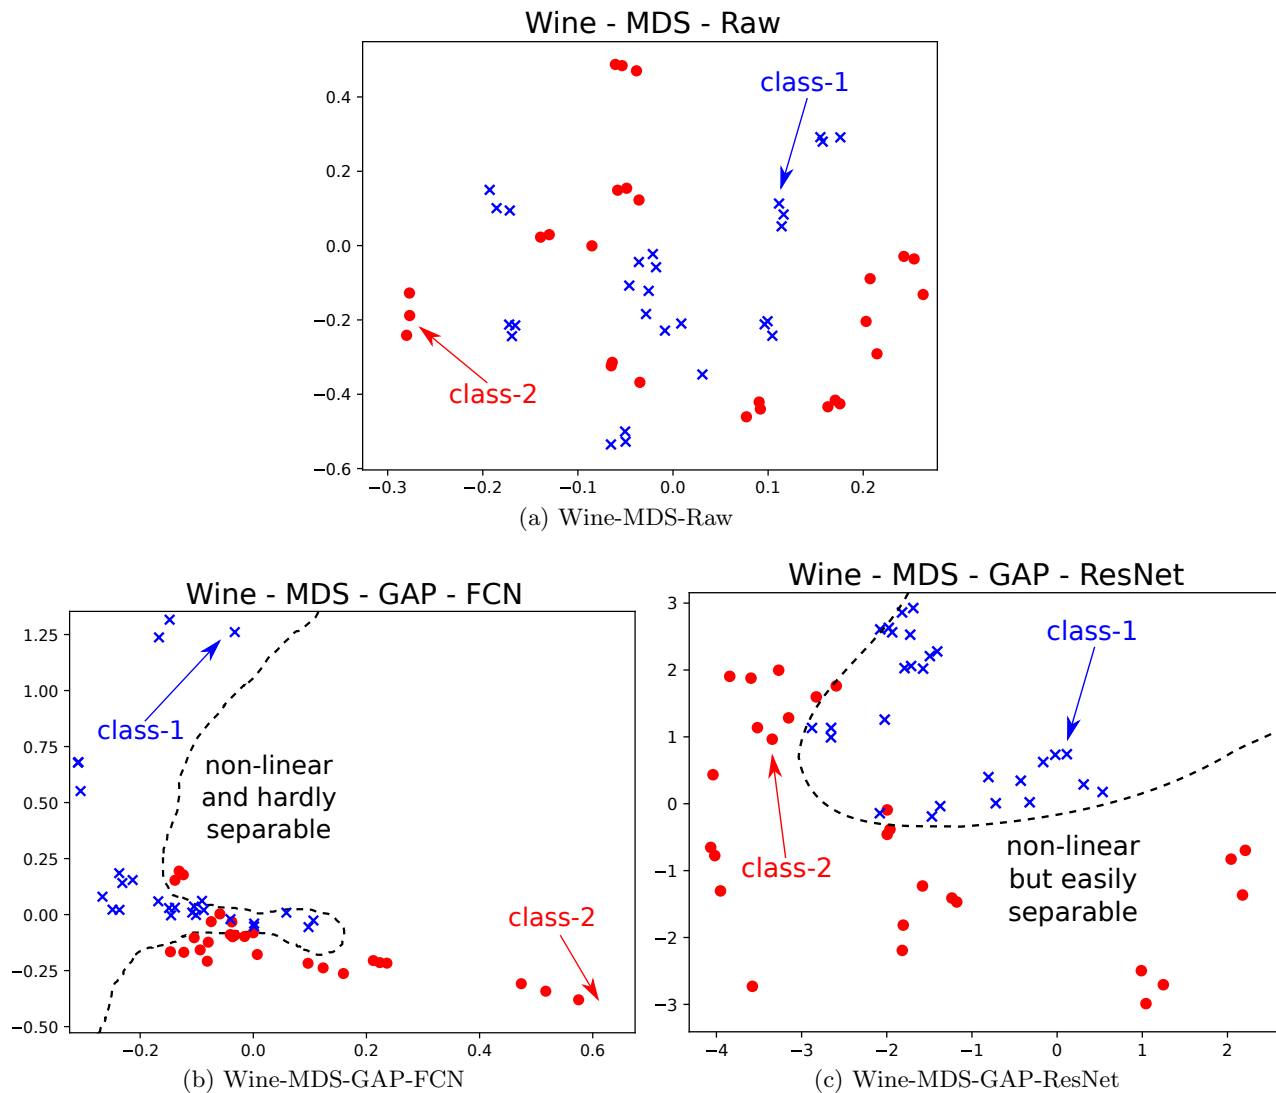 Wine - MDS - Raw
class-1
0.4
0.2
0.0
−0.2
−0.4
−0.6
class-2
−0.3
−0.2
−0.1
0.0
0.1
0.2
(a) Wine-MDS-Raw
Wine - MDS - GAP - FCN
1.25
1.00
0.75
0.50
0.25
0.00
−0.25
−0.50
class-1
non-linear
and hardly
separable
class-2
−0.2
0.0
0.2
0.4
0.6
(b) Wine-MDS-GAP-FCN
Wine - MDS - GAP - ResNet
3
2
1
0
−1
−2
−3
class-1
class-2
non-linear
but easily
separable
−4
−3
−2
−1
0
1
2
(c) Wine-MDS-GAP-ResNet